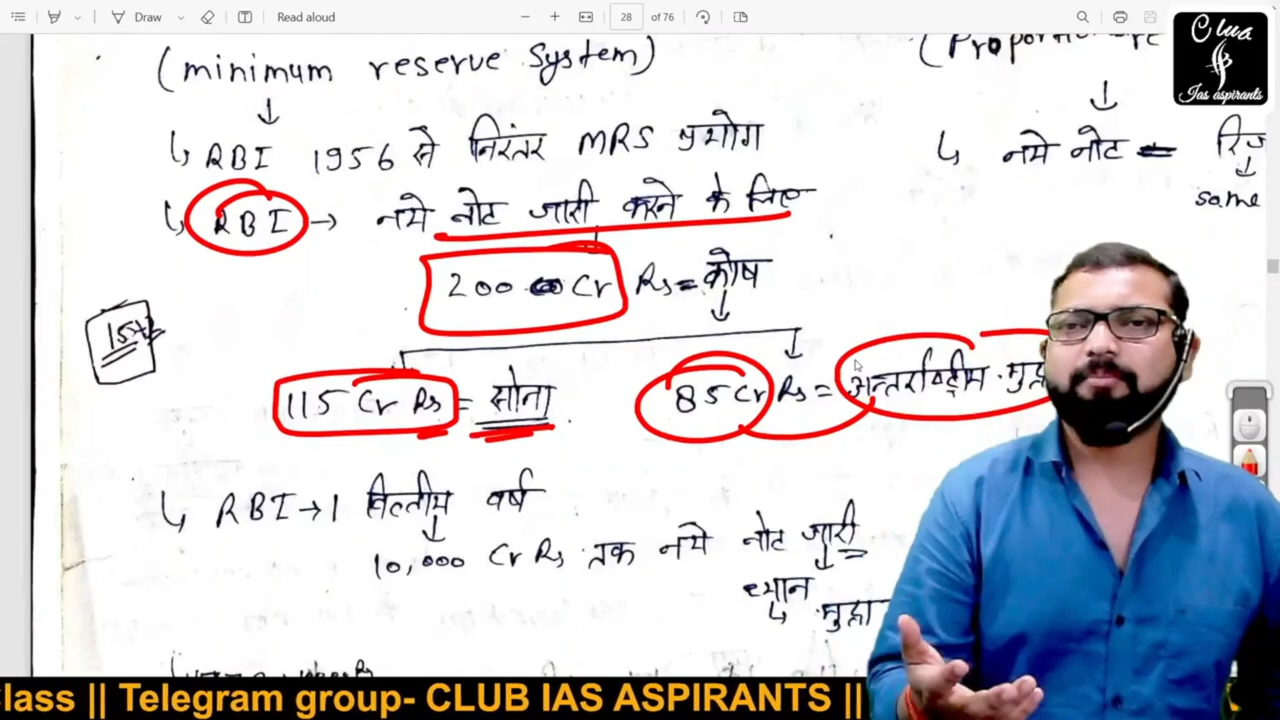 Draw
Read aloud
28 of 76
Club
Ias aspirants
(minimum reserve System)
RBI 1956 से निरंतर MRS प्रयोग
RBI → नये नोट जारी करने के लिए
200 Cr Rs = कोष
115 Cr Rs = सोना
85 Cr Rs = अन्तर्राष्ट्रीय मुद्रा
RBI → 1 वित्तीय वर्ष
10,000 Cr Rs तक नये नोट जारी
ध्यान
मुद्रा
नये नोट =
same
Class || Telegram group- CLUB IAS ASPIRANTS ||